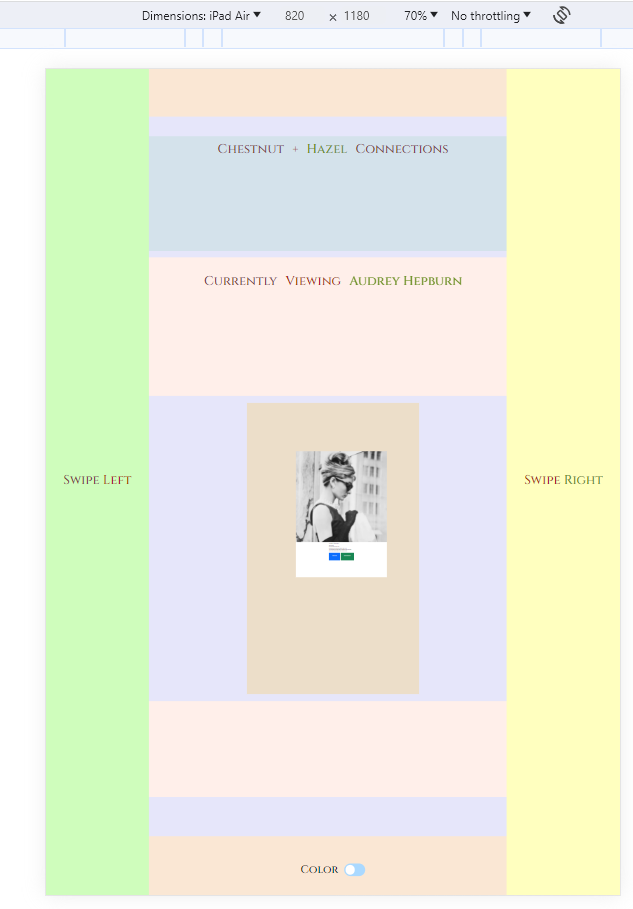 Dimensions: iPad Air 820 × 1180 70% No throttling
Chestnut + Hazel Connections
Currently Viewing Audrey Hepburn
Swipe Left
Swipe Right
Color